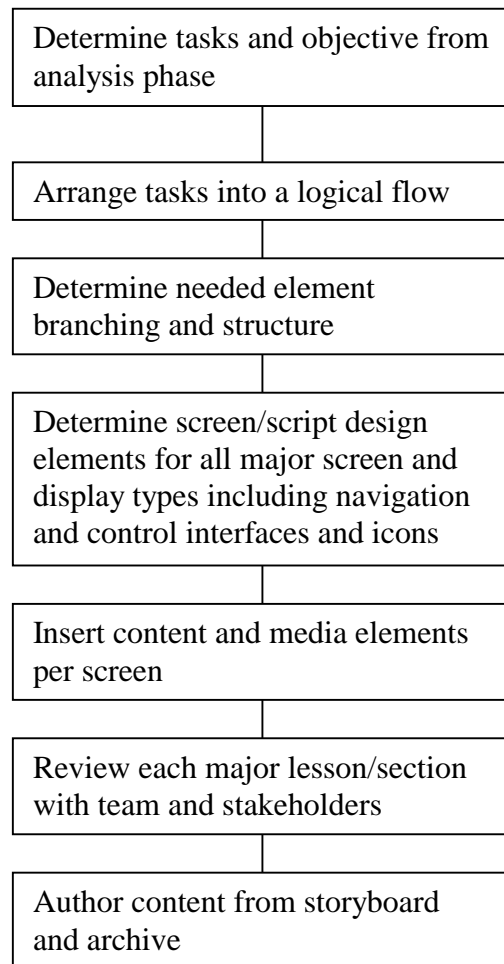 Determine tasks and objective from
analysis phase
Arrange tasks into a logical flow
Determine needed element
branching and structure
Determine screen/script design
elements for all major screen and
display types including navigation
and control interfaces and icons
Insert content and media elements
per screen
Review each major lesson/section
with team and stakeholders
Author content from storyboard
and archive